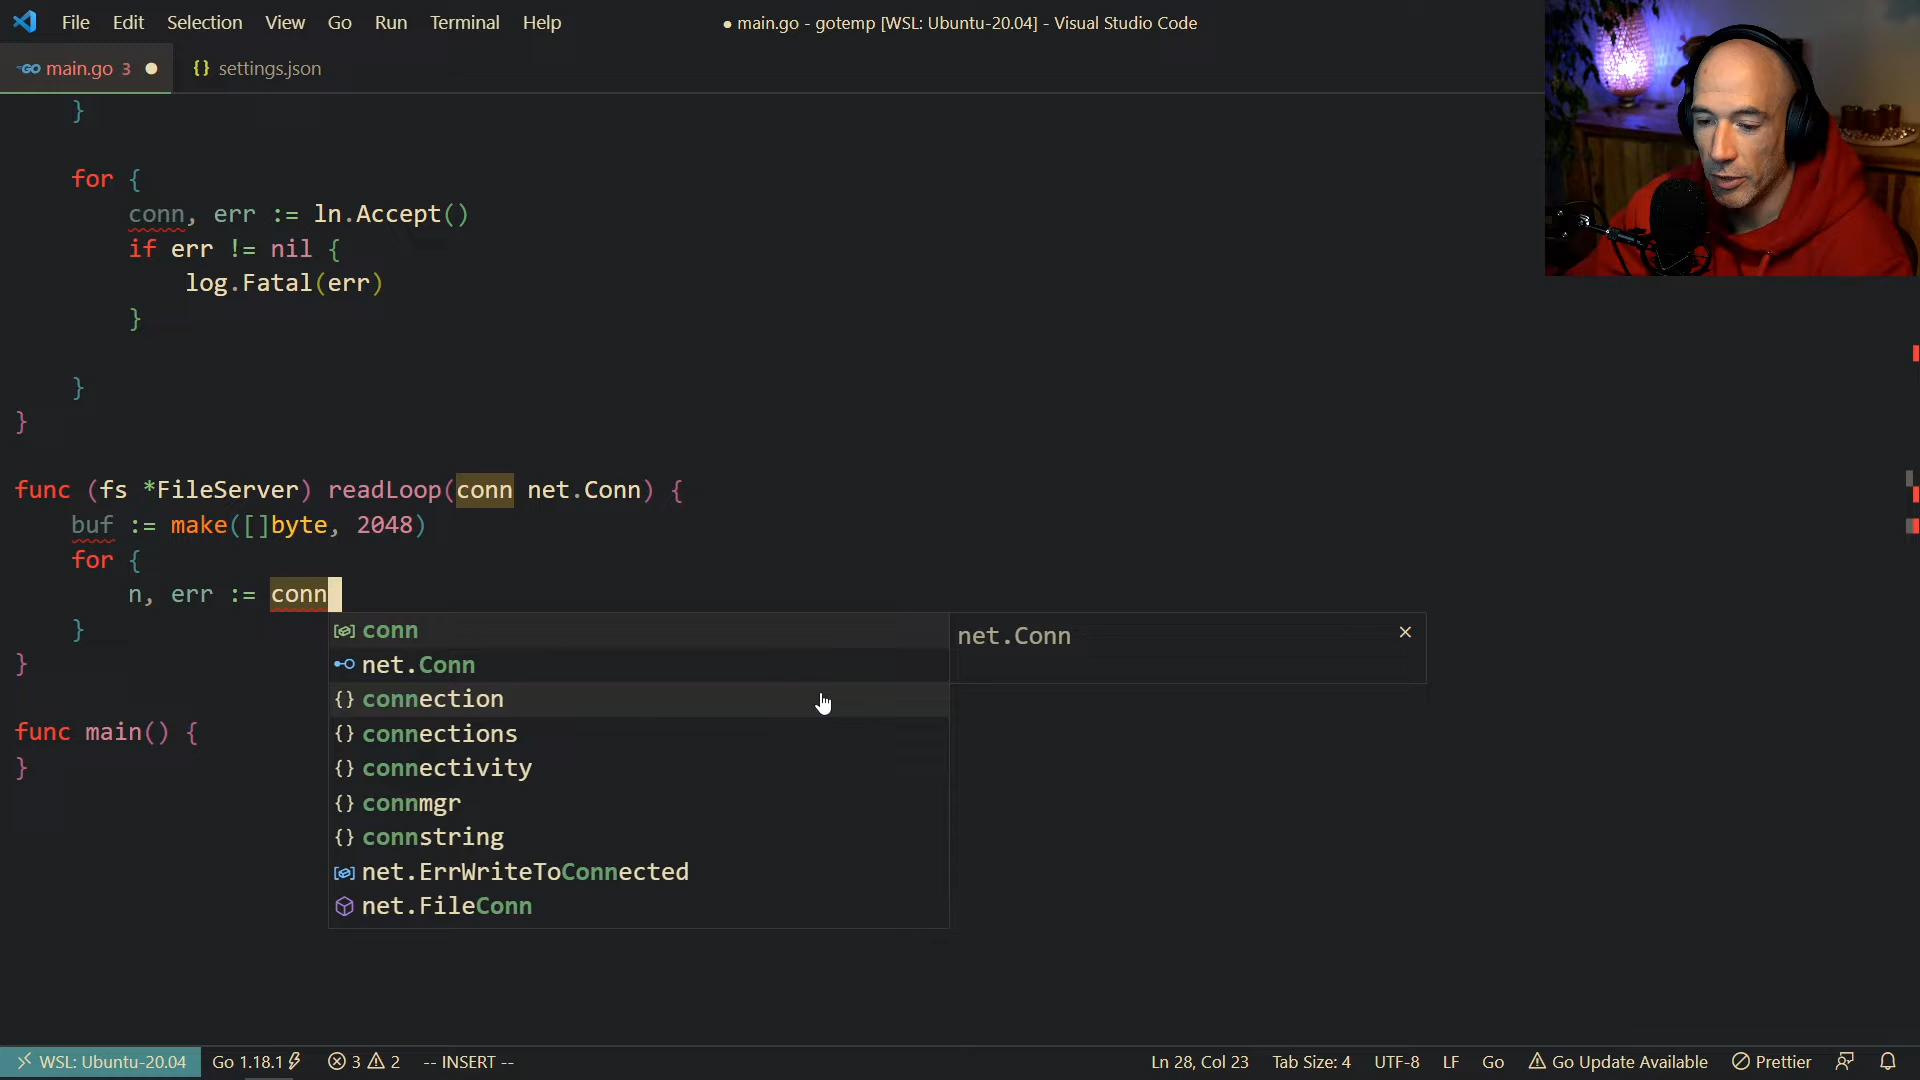 File Edit Selection View Go Run Terminal Help
● main.go - gotemp [WSL: Ubuntu-20.04] - Visual Studio Code
GO main.go 3 ● {} settings.json
}
for {
conn, err := ln.Accept()
if err != nil {
log.Fatal(err)
}
}
}
func (fs *FileServer) readLoop(conn net.Conn) {
buf := make([]byte, 2048)
for {
n, err := conn
}
}
func main() {
}
conn
net.Conn
{} connection
{} connections
{} connectivity
{} connmgr
{} connstring
net.ErrWriteToConnected
net.FileConn
net.Conn ×
WSL: Ubuntu-20.04 Go 1.18.1 3 2 -- INSERT -- Ln 28, Col 23 Tab Size: 4 UTF-8 LF Go Go Update Available Prettier